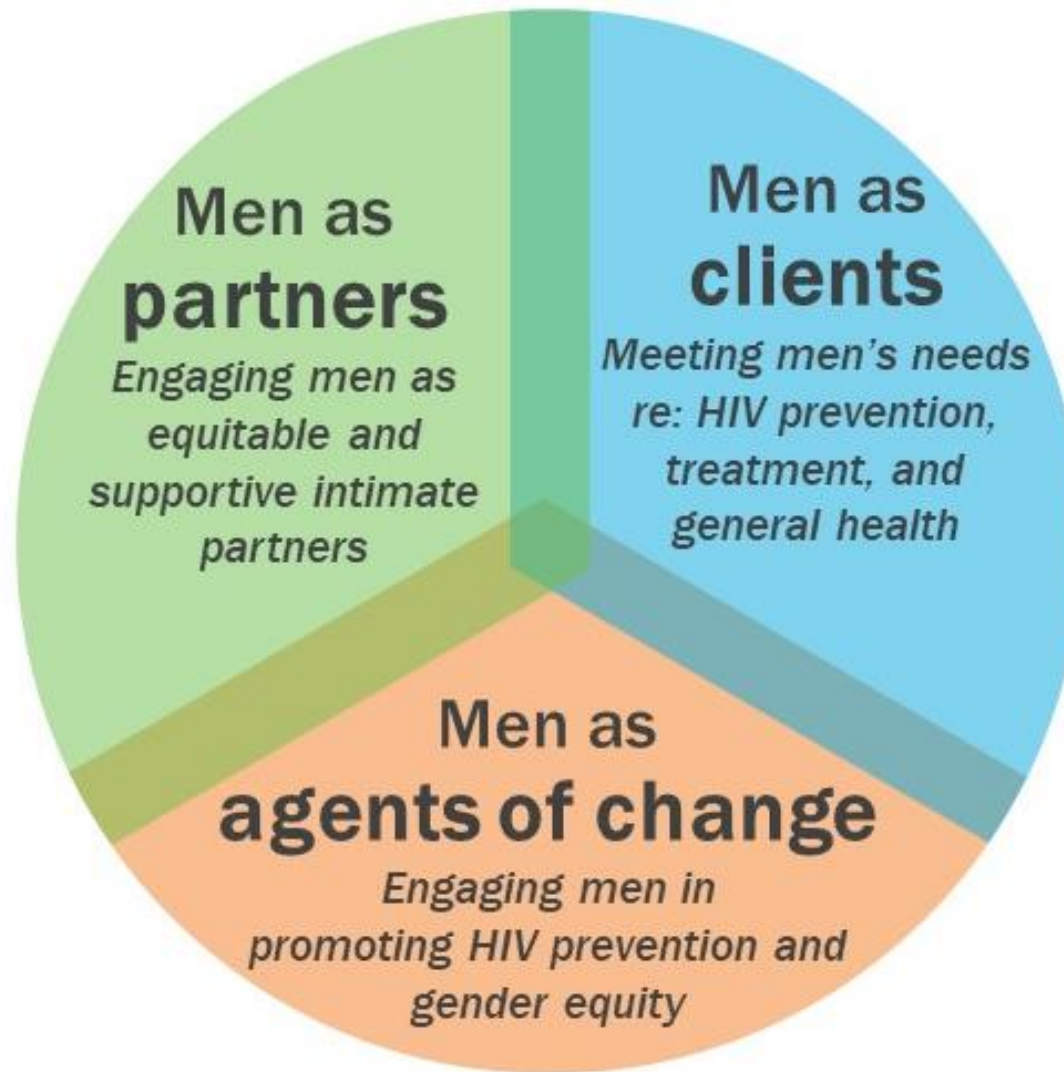 Men as
partners
Engaging men as
equitable and
supportive intimate
partners
Men as
clients
Meeting men’s needs
re: HIV prevention,
treatment, and
general health
Men as
agents of change
Engaging men in
promoting HIV prevention and
gender equity